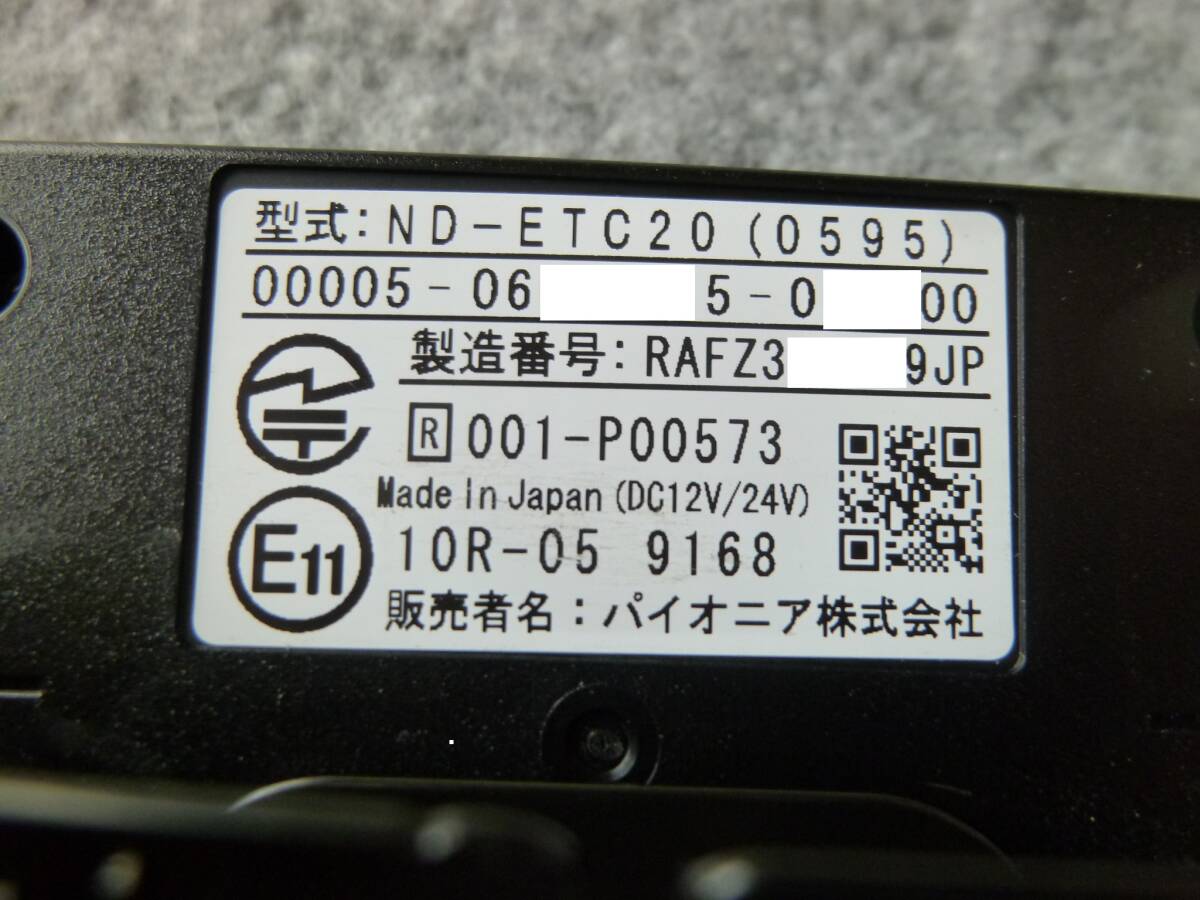 型式:ND-ETC20(0595)
00005-06 5-0 00
製造番号:RAFZ3 9JP
R 001-P00573
Made in Japan (DC12V/24V)
E11
10R-05 9168
販売者名:パイオニア株式会社